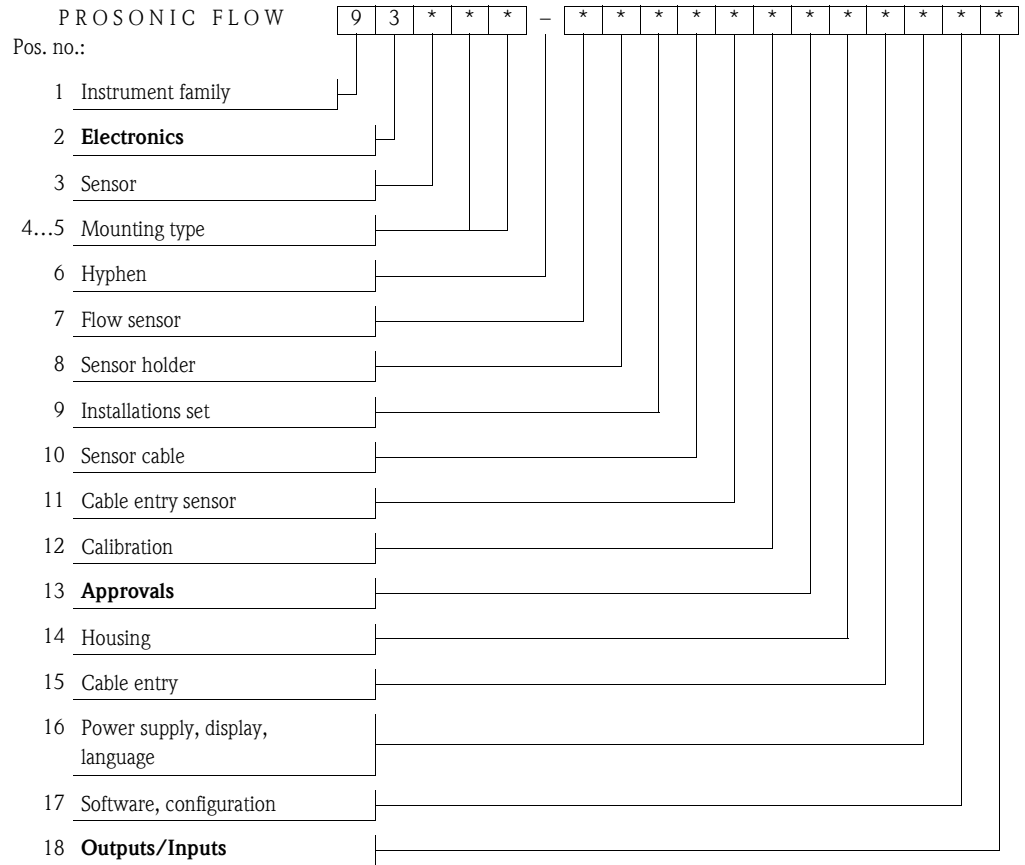 PROSONIC FLOW 9 3 * * * – * * * * * * * * * * * *
Pos. no.:
1 Instrument family
2 Electronics
3 Sensor
4...5 Mounting type
6 Hyphen
7 Flow sensor
8 Sensor holder
9 Installations set
10 Sensor cable
11 Cable entry sensor
12 Calibration
13 Approvals
14 Housing
15 Cable entry
16 Power supply, display,
language
17 Software, configuration
18 Outputs/Inputs